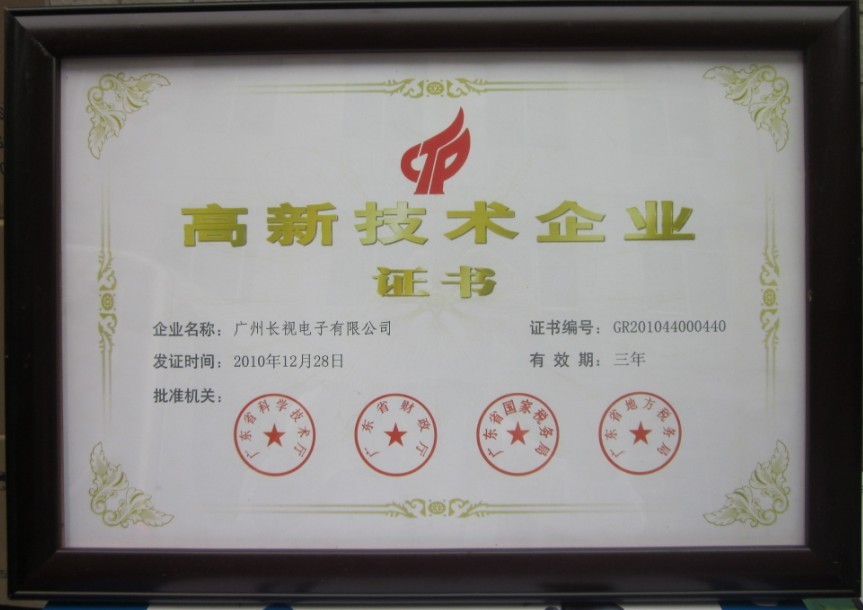 CTP
高新技术企业
证书
企业名称：广州长视电子有限公司
证书编号：GR201044000440
发证时间：2010年12月28日
有效期：三年
批准机关：
广东省科学技术厅
广东省财政厅
广东省国家税务局
广东省地方税务局